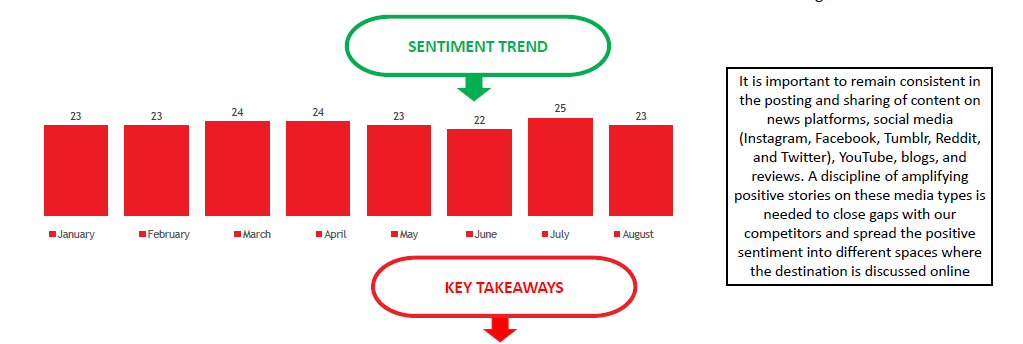 SENTIMENT TREND
23 23 24 24 23 22 25 23
January February March April May June July August
KEY TAKEAWAYS
It is important to remain consistent in
the posting and sharing of content on
news platforms, social media
(Instagram, Facebook, Tumblr, Reddit,
and Twitter), YouTube, blogs, and
reviews. A discipline of amplifying
positive stories on these media types is
needed to close gaps with our
competitors and spread the positive
sentiment into different spaces where
the destination is discussed online